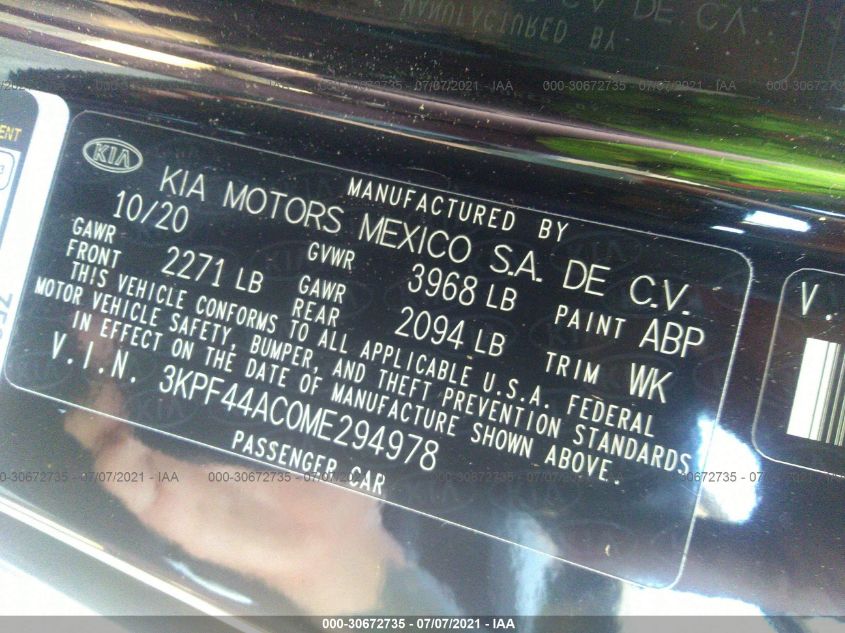 MANUFACTURED BY
KIA
KIA MOTORS MEXICO S.A. DE C.V.
10/20
GVWR 3968 LB PAINT ABP
GAWR FRONT 2271 LB GAWR REAR 2094 LB TRIM WK
THIS VEHICLE CONFORMS TO ALL APPLICABLE U.S.A. FEDERAL
MOTOR VEHICLE SAFETY, BUMPER, AND THEFT PREVENTION STANDARDS
IN EFFECT ON THE DATE OF MANUFACTURE SHOWN ABOVE.
V.I.N. 3KPF44AC0ME294978
PASSENGER CAR
V.
000-30672735 - 07/07/2021 - IAA